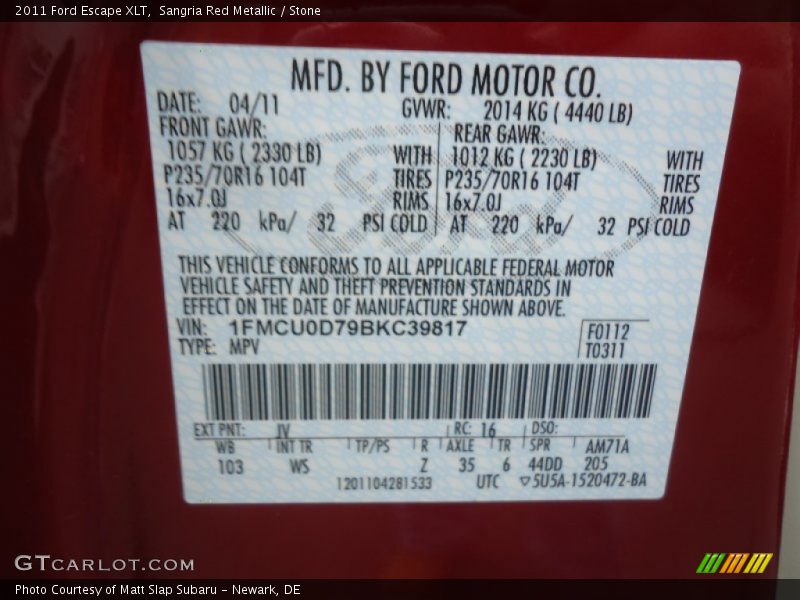 2011 Ford Escape XLT, Sangria Red Metallic / Stone
MFD. BY FORD MOTOR CO.
DATE: 04/11 GVWR: 2014 KG ( 4440 LB)
FRONT GAWR: REAR GAWR:
1057 KG ( 2330 LB) WITH 1012 KG ( 2230 LB) WITH
P235/70R16 104T TIRES P235/70R16 104T TIRES
16x7.0J RIMS 16x7.0J RIMS
AT 220 kPa/ 32 PSI COLD AT 220 kPa/ 32 PSI COLD
Ford
THIS VEHICLE CONFORMS TO ALL APPLICABLE FEDERAL MOTOR
VEHICLE SAFETY AND THEFT PREVENTION STANDARDS IN
EFFECT ON THE DATE OF MANUFACTURE SHOWN ABOVE.
VIN: 1FMCU0D79BKC39817 F0112
TYPE: MPV T0311
EXT PNT: JV RC: 16 DSO:
WB INT TR TP/PS R AXLE TR SPR AM71A
103 WS Z 35 6 44DD 205
1201104281533 UTC ▽5U5A-1520472-BA
GTCARLOT.COM
Photo Courtesy of Matt Slap Subaru - Newark, DE